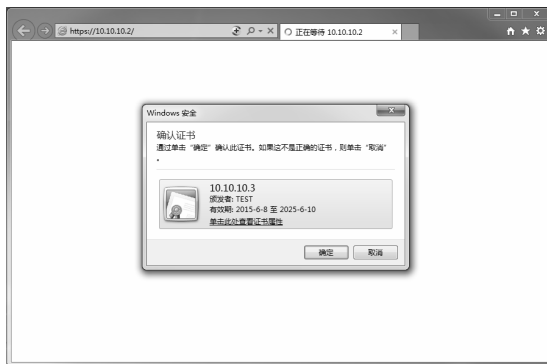 https://10.10.10.2/
正在等待 10.10.10.2
Windows 安全
确认证书
通过单击“确定”确认此证书。如果这不是正确的证书，则单击“取消”
。
10.10.10.3
颁发者: TEST
有效期: 2015-6-8 至 2025-6-10
单击此处查看证书属性
确定
取消